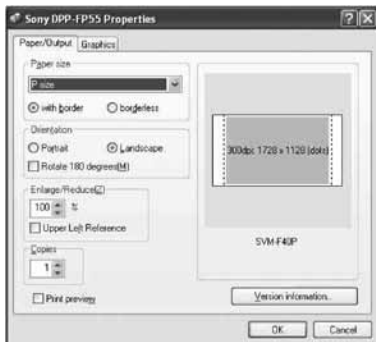 Sony DPP-FP55 Properties
Paper/Output Graphics
Paper size
P size
with border borderless
Orientation
Portrait Landscape
Rotate 180 degrees(M)
300dpi: 1728 x 1128 (dots)
Enlarge/Reduce(Z)
100 %
Upper Left Reference
SVM-F40P
Copies
1
Print preview
Version information..
OK Cancel